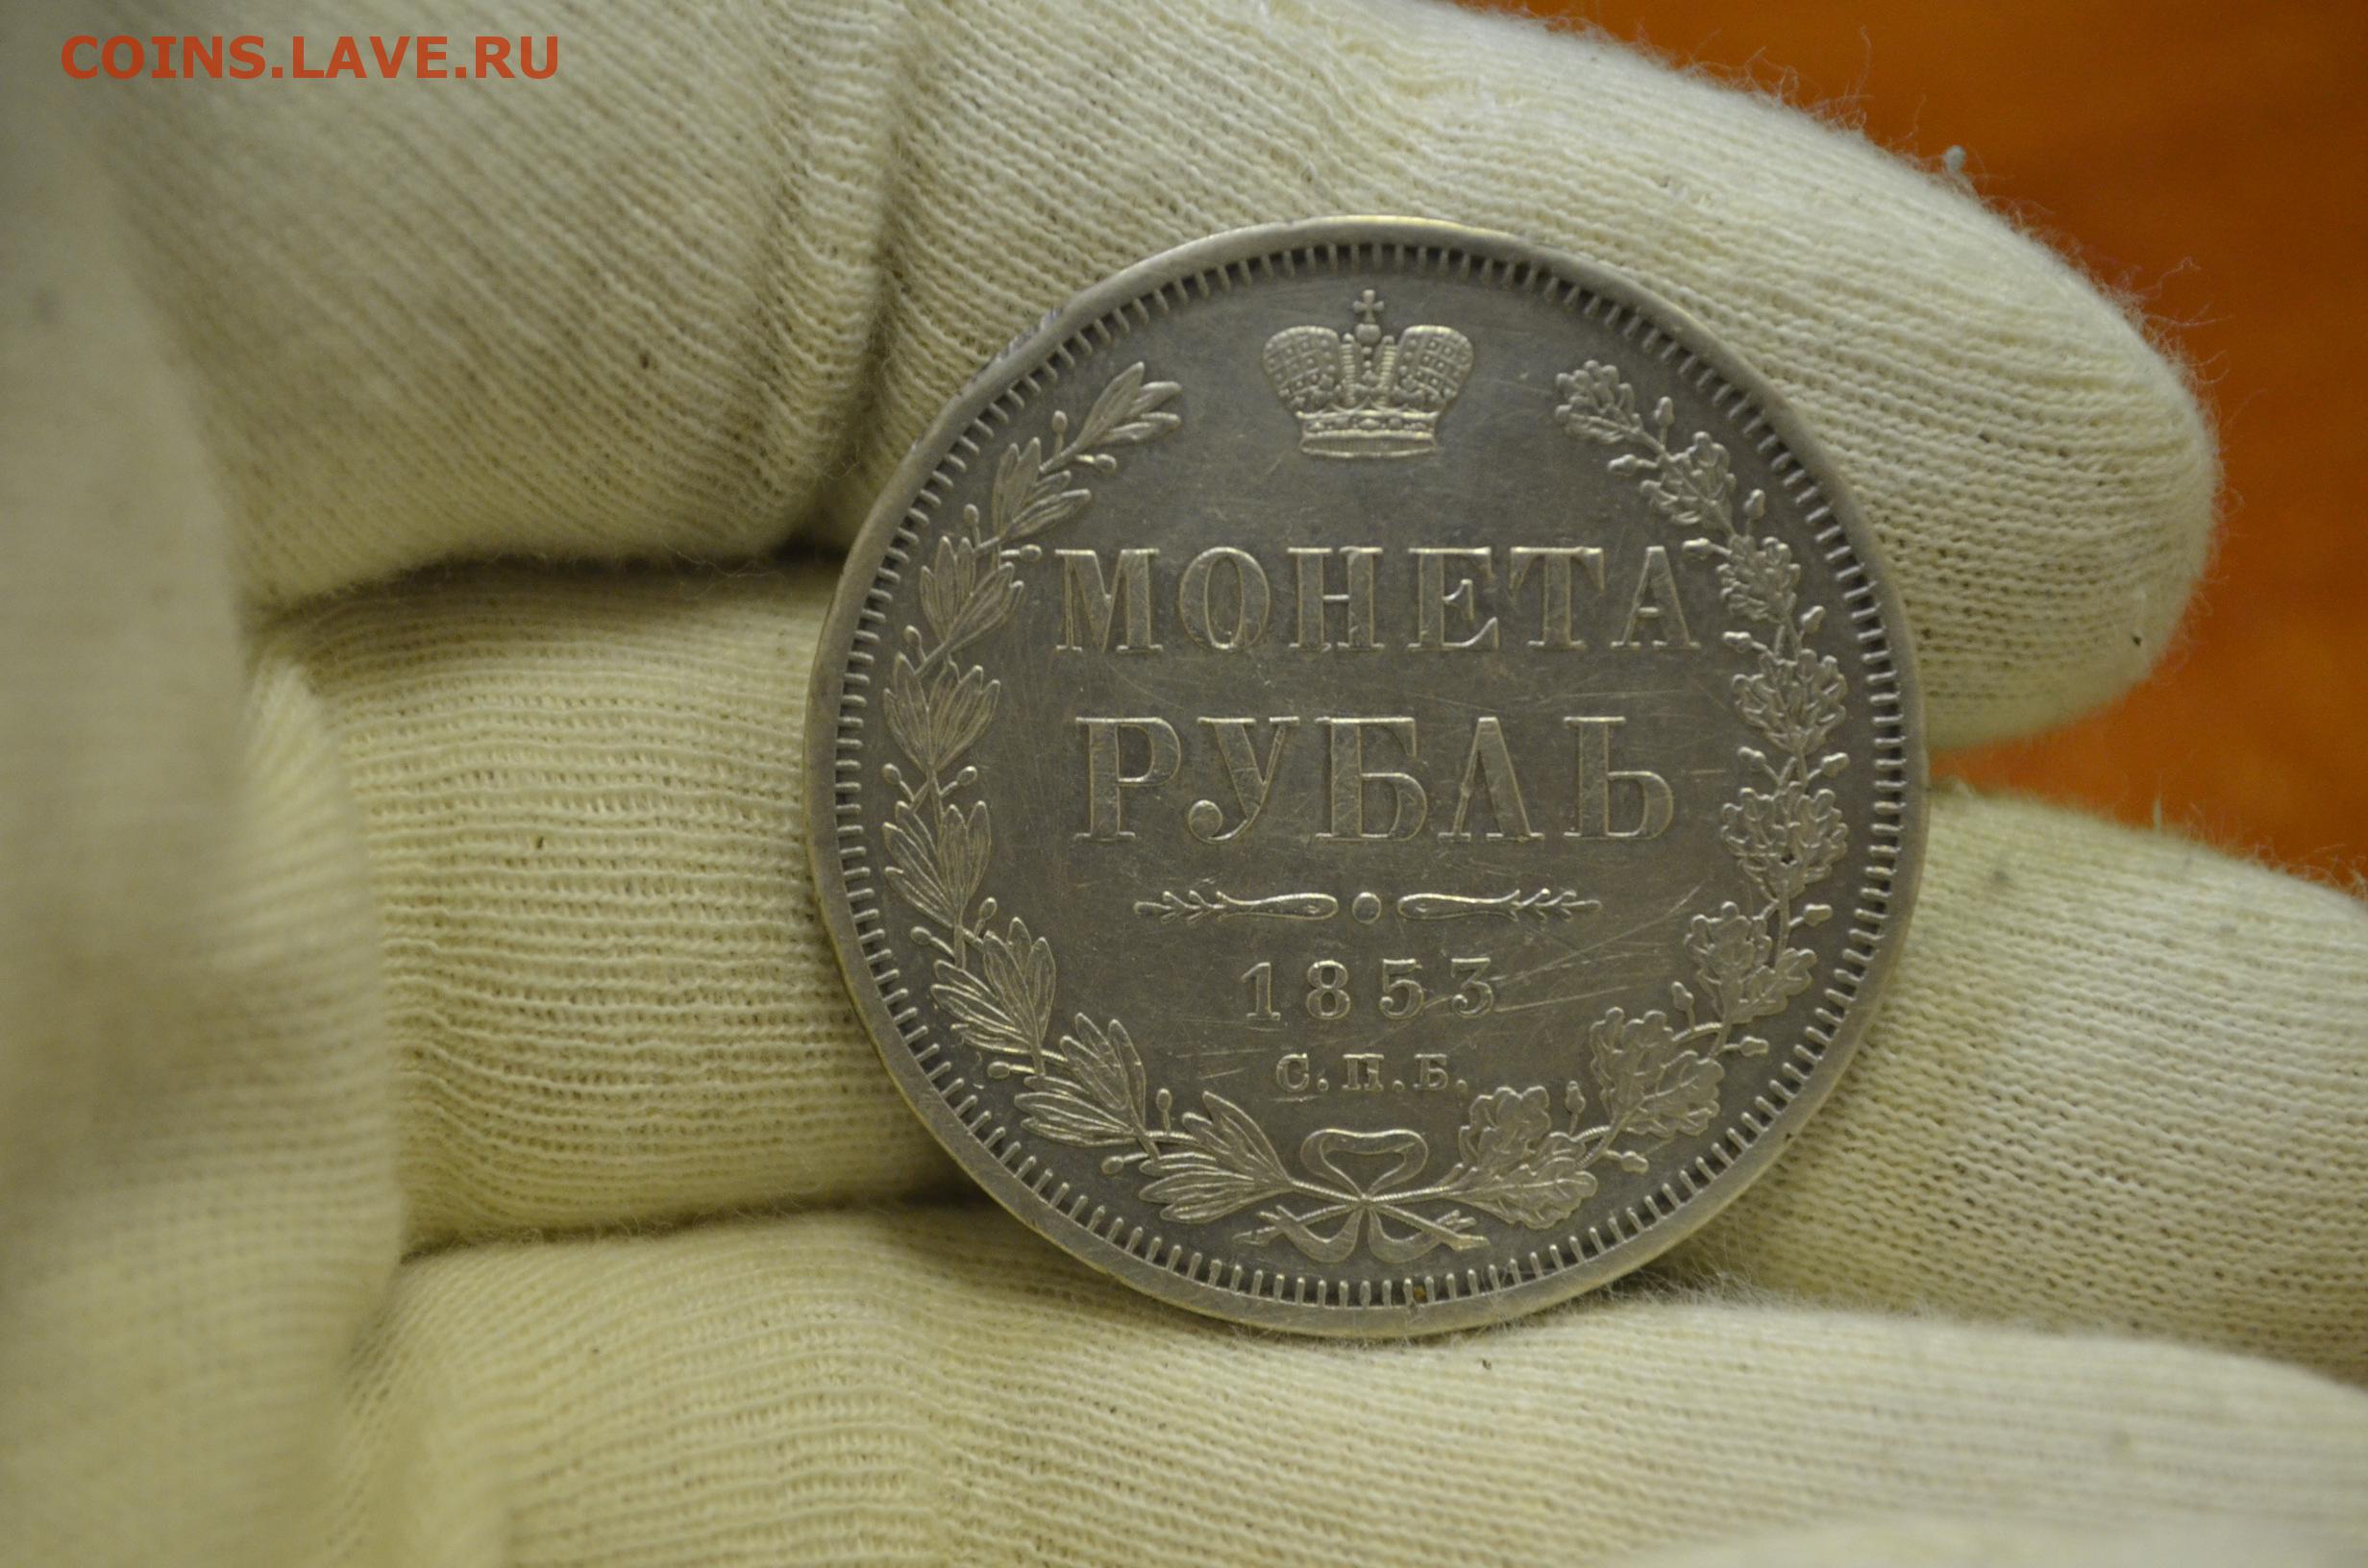 COINS.LAVE.RU
МОНЕТА
РУБЛЬ
1853
С.П.Б.